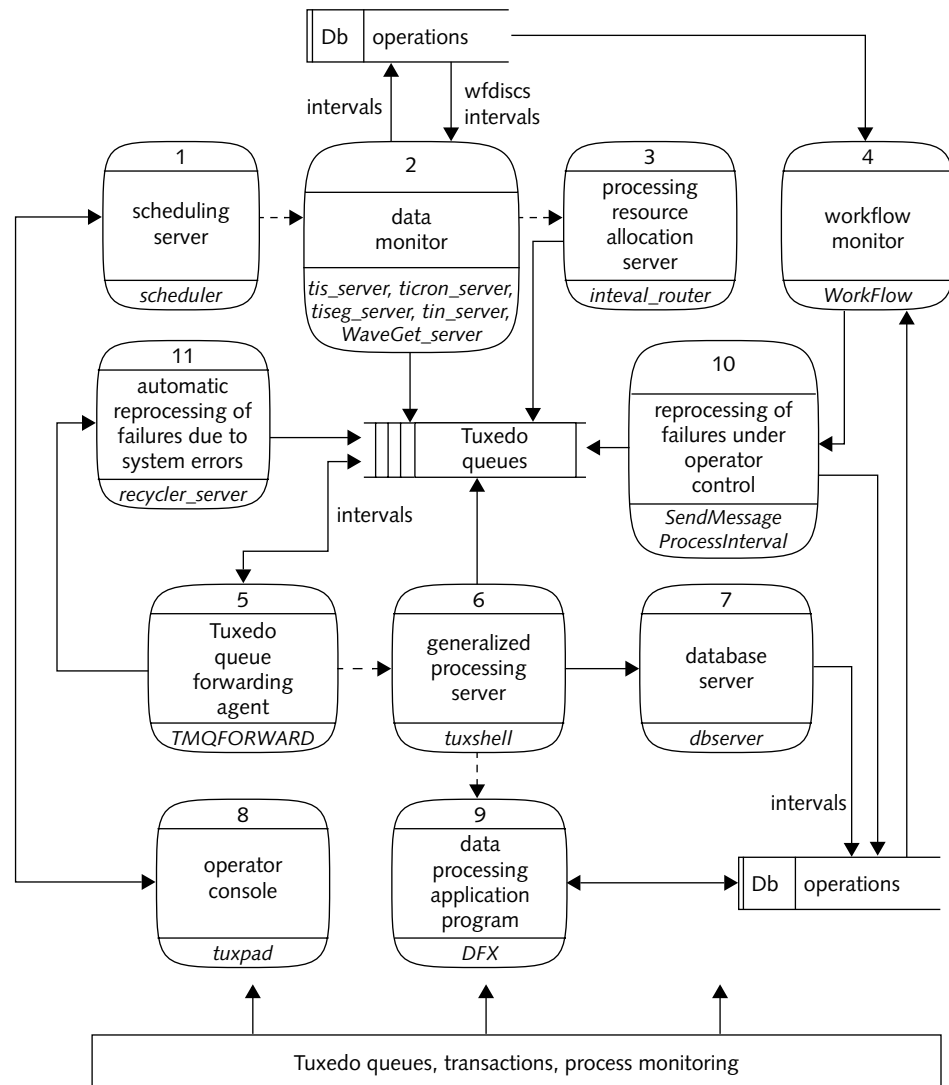 Db
operations
intervals
wfdiscs
intervals
1
scheduling
server
scheduler
2
data
monitor
tis_server, ticron_server,
tiseg_server, tin_server,
WaveGet_server
3
processing
resource
allocation
server
inteval_router
4
workflow
monitor
WorkFlow
11
automatic
reprocessing of
failures due to
system errors
recycler_server
Tuxedo
queues
10
reprocessing of
failures under
operator
control
SendMessage
ProcessInterval
intervals
5
Tuxedo
queue
forwarding
agent
TMQFORWARD
6
generalized
processing
server
tuxshell
7
database
server
dbserver
8
operator
console
tuxpad
9
data
processing
application
program
DFX
intervals
Db
operations
Tuxedo queues, transactions, process monitoring